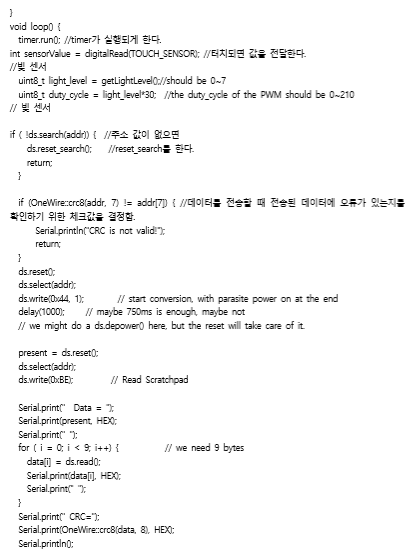 }
void loop() {
timer.run(); //timer가 실행되게 한다.
int sensorValue = digitalRead(TOUCH_SENSOR); //터치되면 값을 전달한다.
//빛 센서
uint8_t light_level = getLightLevel();//should be 0~7
uint8_t duty_cycle = light_level*30;  //the duty_cycle of the PWM should be 0~210
// 빛 센서
if ( !ds.search(addr)) {  //주소 값이 없으면
ds.reset_search();    //reset_search를 한다.
return;
}
if (OneWire::crc8(addr, 7) != addr[7]) { //데이터를 전송할 때 전송된 데이터에 오류가 있는지를
확인하기 위한 체크값을 결정함.
Serial.println("CRC is not valid!");
return;
}
ds.reset();
ds.select(addr);
ds.write(0x44, 1);        // start conversion, with parasite power on at the end
delay(1000);     // maybe 750ms is enough, maybe not
// we might do a ds.depower() here, but the reset will take care of it.
present = ds.reset();
ds.select(addr);
ds.write(0xBE);         // Read Scratchpad
Serial.print("  Data = ");
Serial.print(present, HEX);
Serial.print(" ");
for ( i = 0; i < 9; i++) {           // we need 9 bytes
data[i] = ds.read();
Serial.print(data[i], HEX);
Serial.print(" ");
}
Serial.print(" CRC=");
Serial.print(OneWire::crc8(data, 8), HEX);
Serial.println();